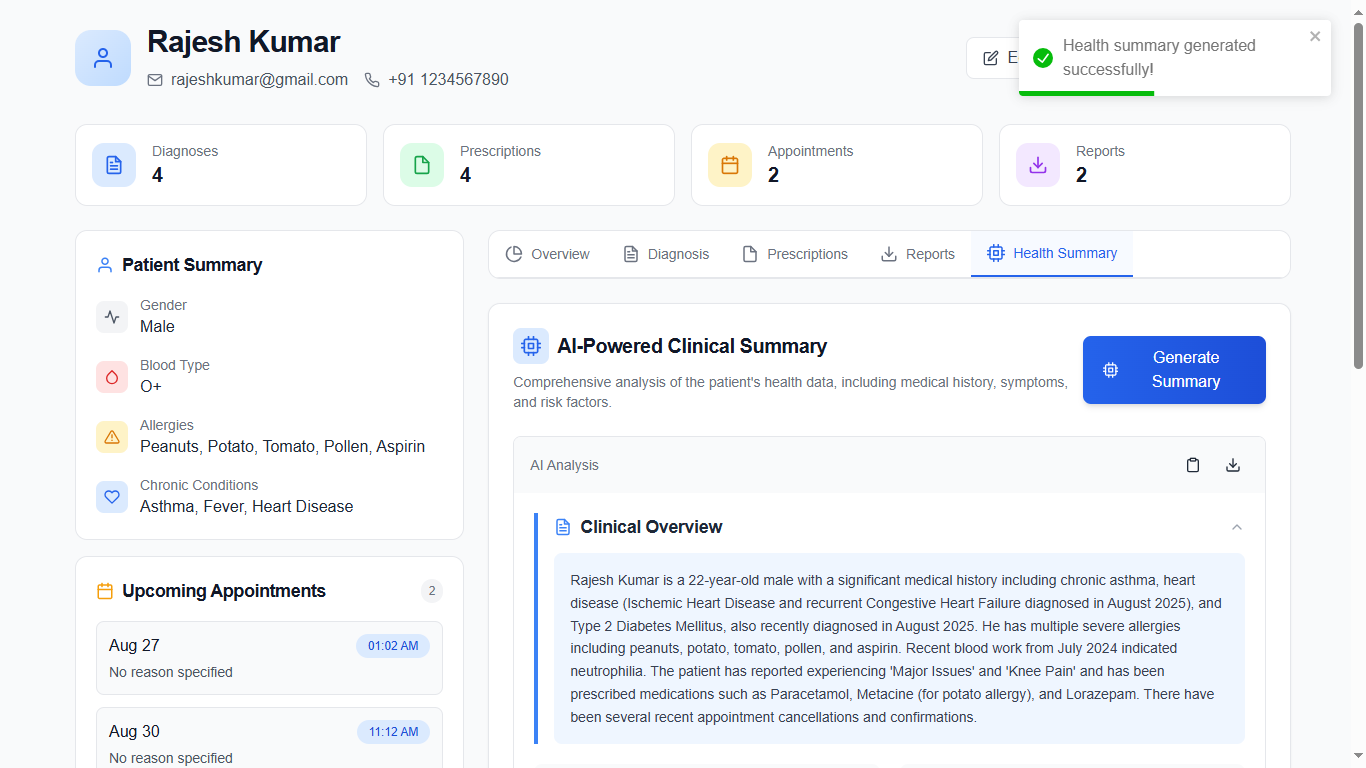 Rajesh Kumar
rajeshkumar@gmail.com +91 1234567890
E
Health summary generated
successfully!
Diagnoses
4
Prescriptions
4
Appointments
2
Reports
2
Patient Summary
Gender
Male
Blood Type
O+
Allergies
Peanuts, Potato, Tomato, Pollen, Aspirin
Chronic Conditions
Asthma, Fever, Heart Disease
Upcoming Appointments 2
Aug 27 01:02 AM
No reason specified
Aug 30 11:12 AM
No reason specified
Overview Diagnosis Prescriptions Reports Health Summary
AI-Powered Clinical Summary
Comprehensive analysis of the patient's health data, including medical history, symptoms,
and risk factors.
Generate
Summary
AI Analysis
Clinical Overview
Rajesh Kumar is a 22-year-old male with a significant medical history including chronic asthma, heart
disease (Ischemic Heart Disease and recurrent Congestive Heart Failure diagnosed in August 2025), and
Type 2 Diabetes Mellitus, also recently diagnosed in August 2025. He has multiple severe allergies
including peanuts, potato, tomato, pollen, and aspirin. Recent blood work from July 2024 indicated
neutrophilia. The patient has reported experiencing 'Major Issues' and 'Knee Pain' and has been
prescribed medications such as Paracetamol, Metacine (for potato allergy), and Lorazepam. There have
been several recent appointment cancellations and confirmations.